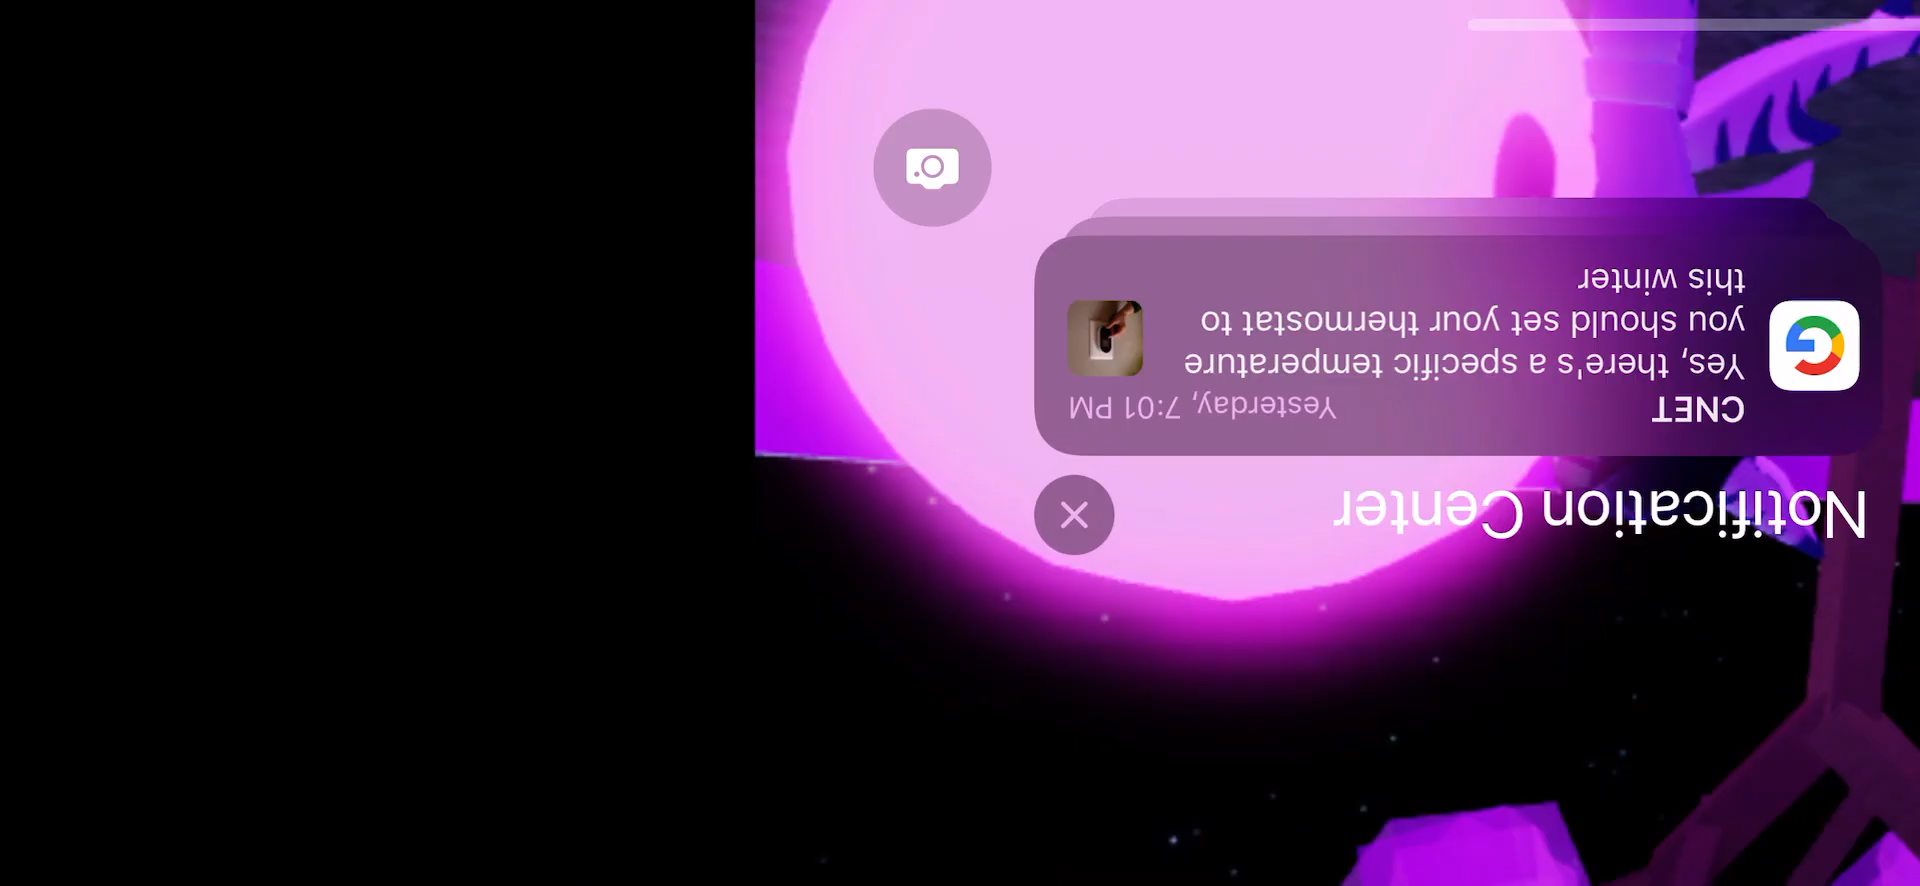 Notification Center
CNET
Yesterday, 7:01 PM
Yes, there's a specific temperature
you should set your thermostat to
this winter